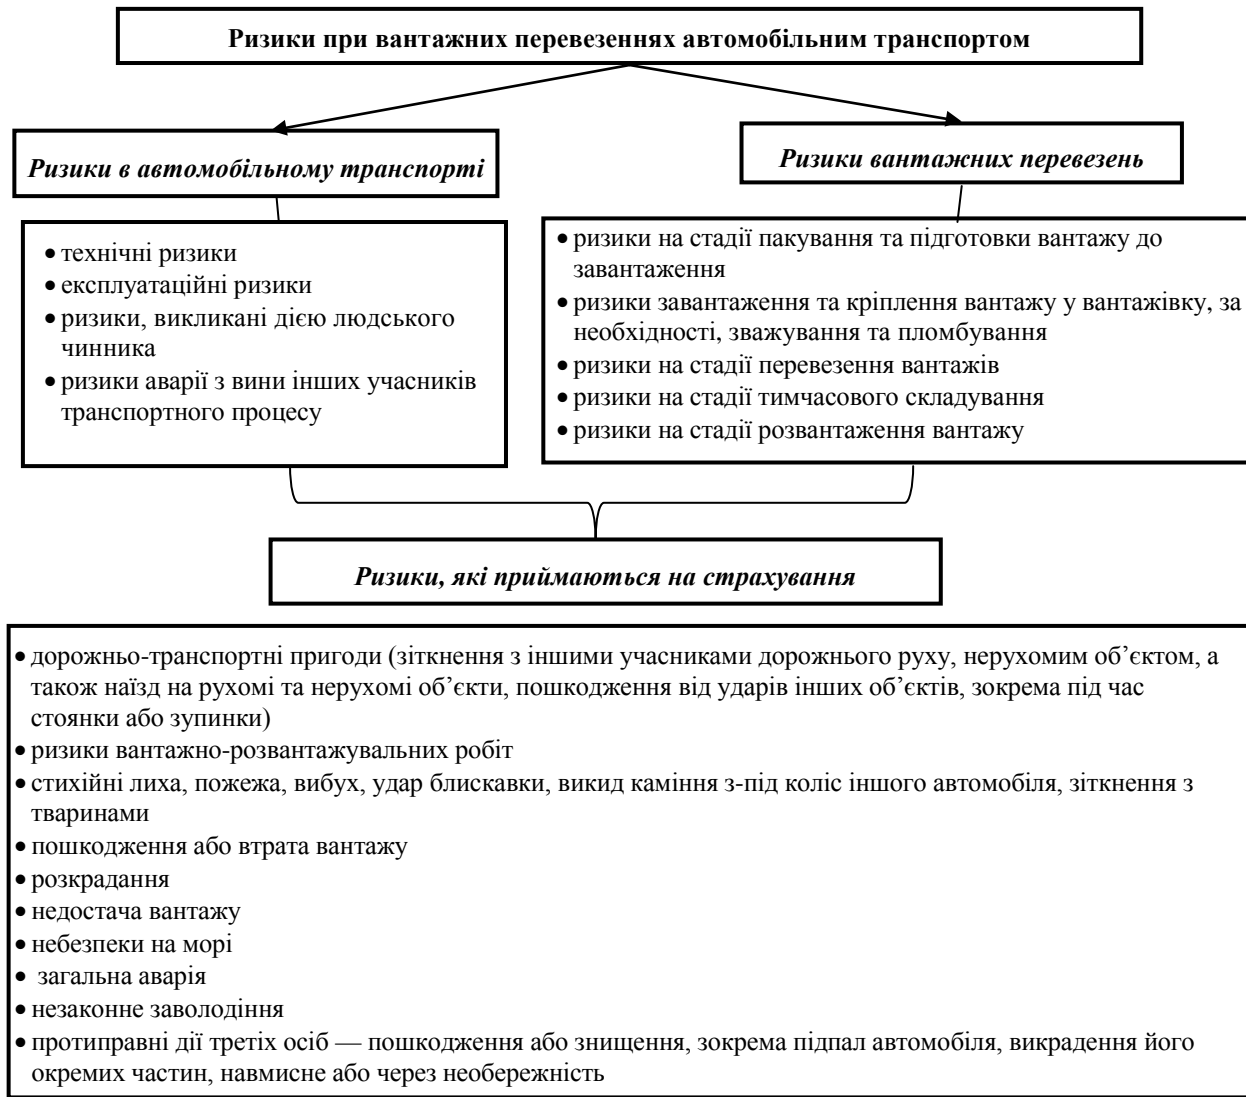 Ризики при вантажних перевезеннях автомобільним транспортом
Ризики в автомобільному транспорті
Ризики вантажних перевезень
• технічні ризики
• експлуатаційні ризики
• ризики, викликані дією людського
чинника
• ризики аварії з вини інших учасників
транспортного процесу
• ризики на стадії пакування та підготовки вантажу до
завантаження
• ризики завантаження та кріплення вантажу у вантажівку, за
необхідності, зважування та пломбування
• ризики на стадії перевезення вантажів
• ризики на стадії тимчасового складування
• ризики на стадії розвантаження вантажу
Ризики, які приймаються на страхування
• дорожньо-транспортні пригоди (зіткнення з іншими учасниками дорожнього руху, нерухомим об’єктом, а
також наїзд на рухомі та нерухомі об’єкти, пошкодження від ударів інших об’єктів, зокрема під час
стоянки або зупинки)
• ризики вантажно-розвантажувальних робіт
• стихійні лиха, пожежа, вибух, удар блискавки, викид каміння з-під коліс іншого автомобіля, зіткнення з
тваринами
• пошкодження або втрата вантажу
• розкрадання
• недостача вантажу
• небезпеки на морі
• загальна аварія
• незаконне заволодіння
• протиправні дії третіх осіб — пошкодження або знищення, зокрема підпал автомобіля, викрадення його
окремих частин, навмисне або через необережність